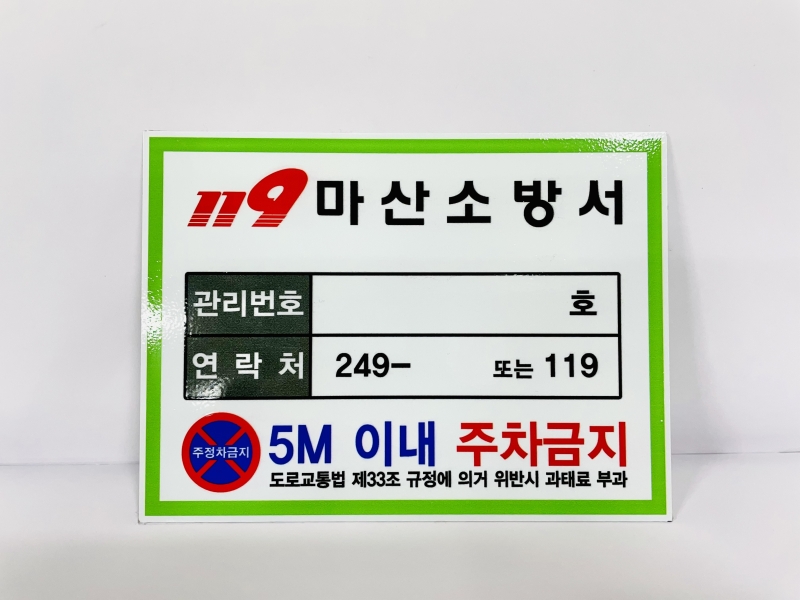 119 마산소방서
관리번호 호
연락처 249- 또는 119
주정차금지
5M 이내 주차금지
도로교통법 제33조 규정에 의거 위반시 과태료 부과